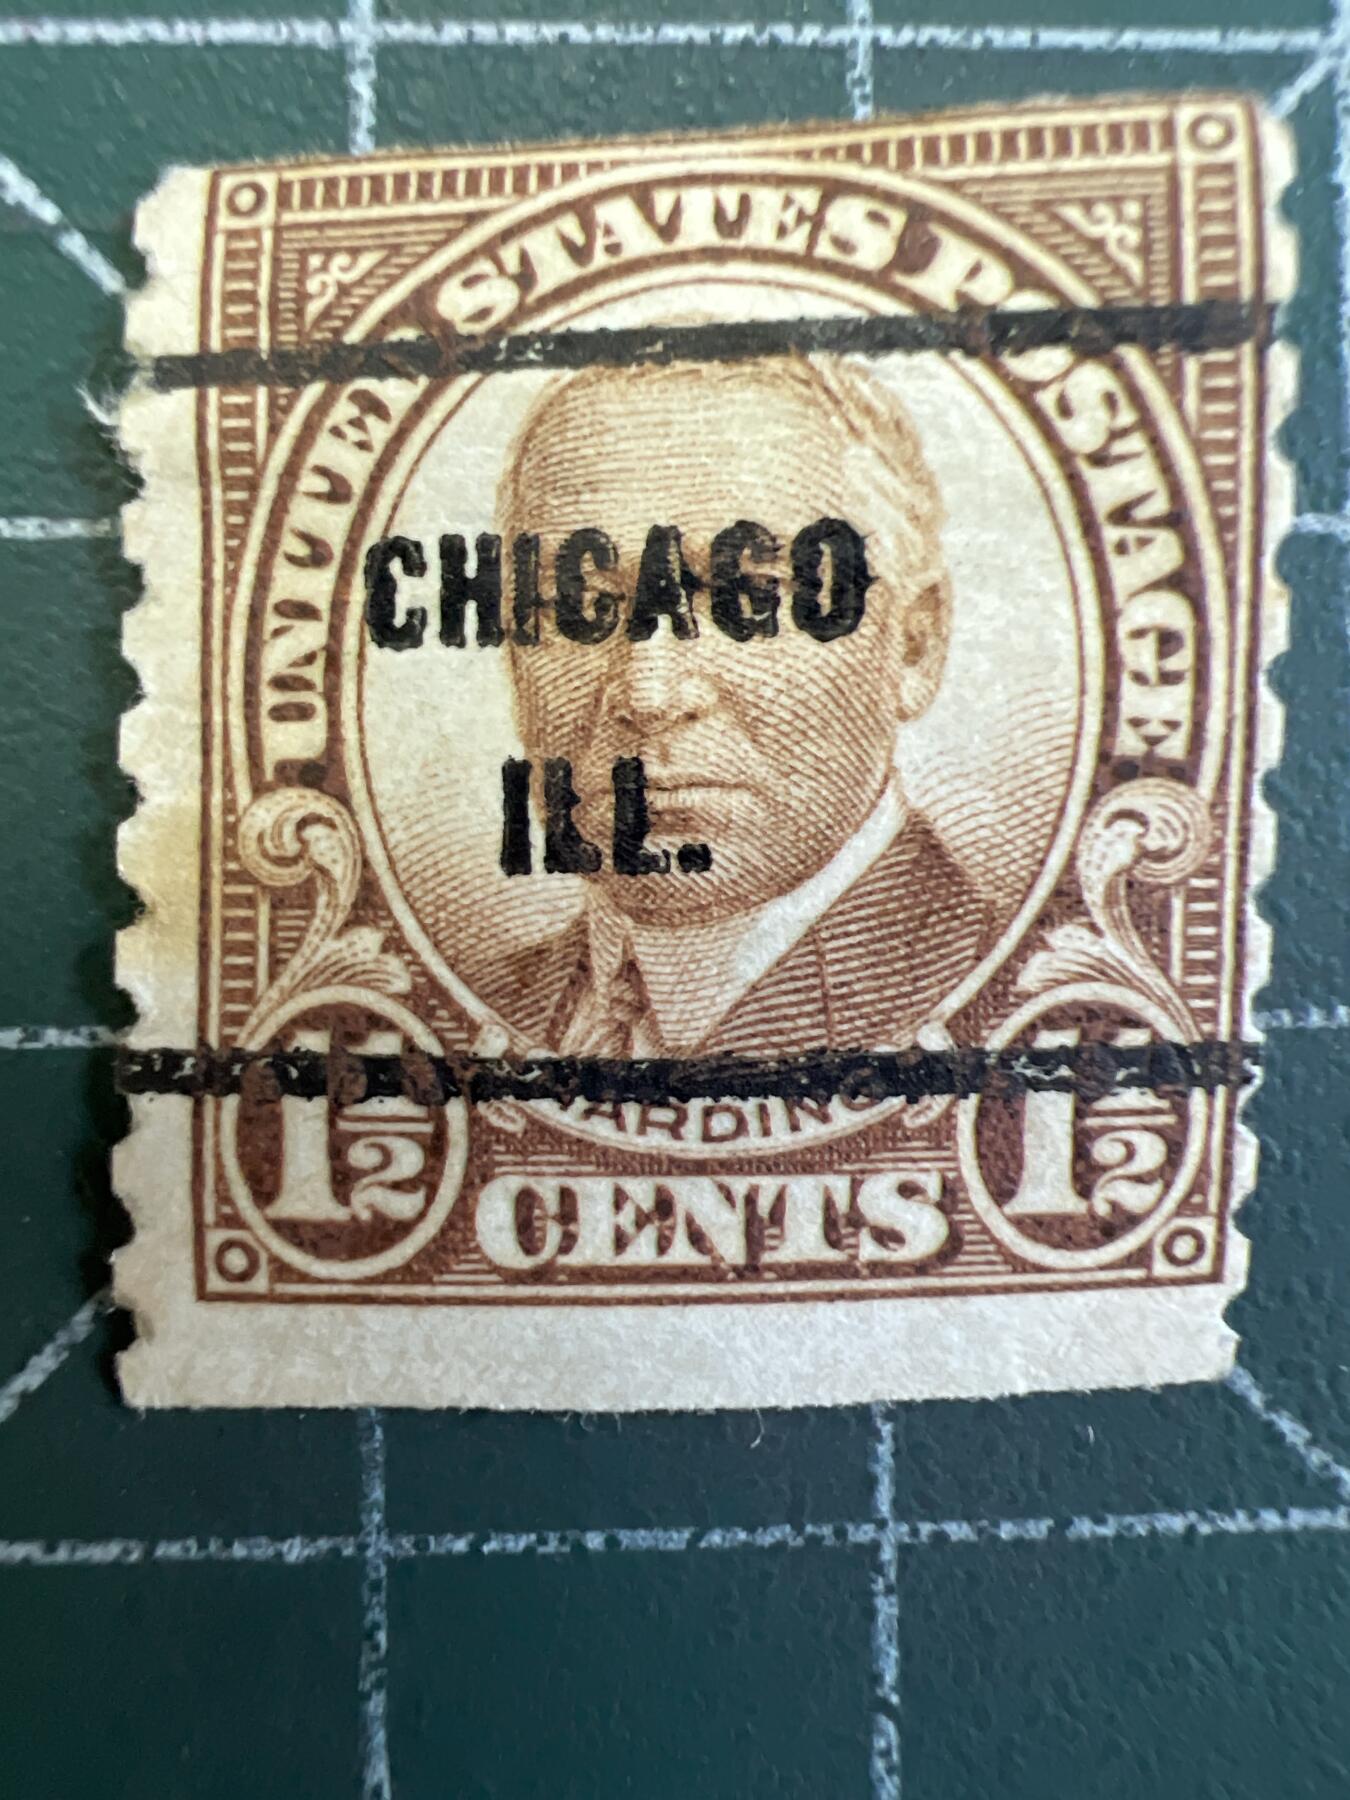 UNITED STATES POSTAGE
CHICAGO
ILL.
HARDING
1½ 1½
CENTS